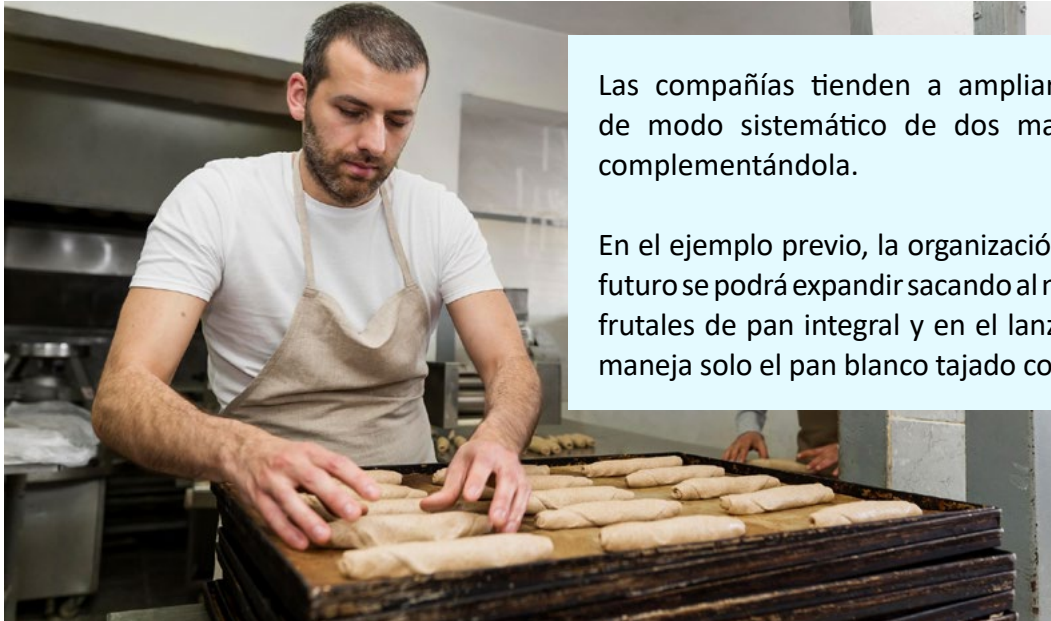 Las compañías tienden a ampliar
de modo sistemático de dos
complementándola.
En el ejemplo previo, la
futuro se podrá expandir sacando al
frutales de pan integral y en el
maneja solo el pan blanco tajado